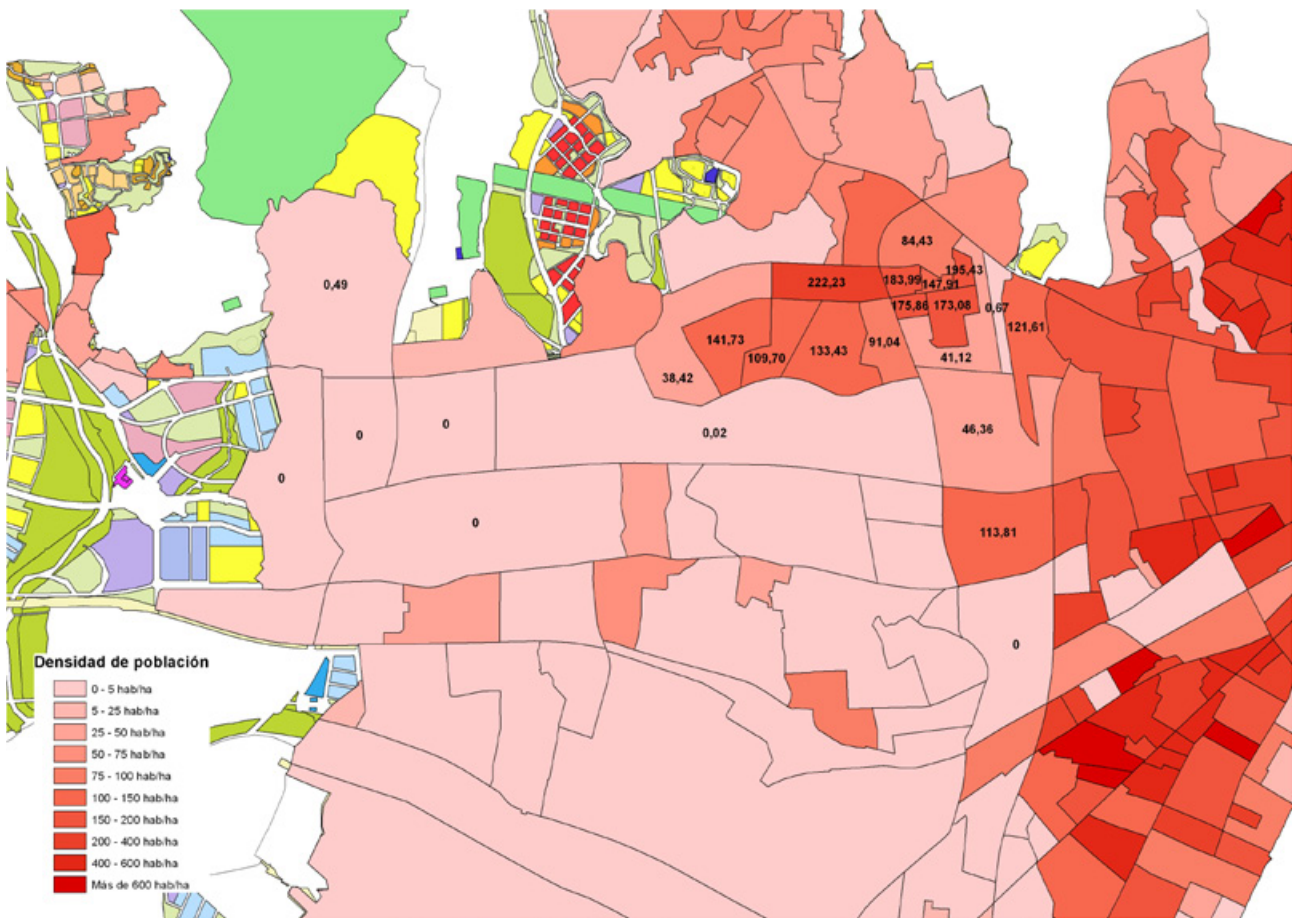 84,43
195,43
0,49
222,23
183,99
147,91
175,86
173,08
0,67
121,61
141,73
109,70
133,43
91,04
41,12
38,42
0
0
0,02
46,36
0
0
113,81
0
Densidad de población
0 - 5 hab/ha
5 - 25 hab/ha
25 - 50 hab/ha
50 - 75 hab/ha
75 - 100 hab/ha
100 - 150 hab/ha
150 - 200 hab/ha
200 - 400 hab/ha
400 - 600 hab/ha
Más de 600 hab/ha